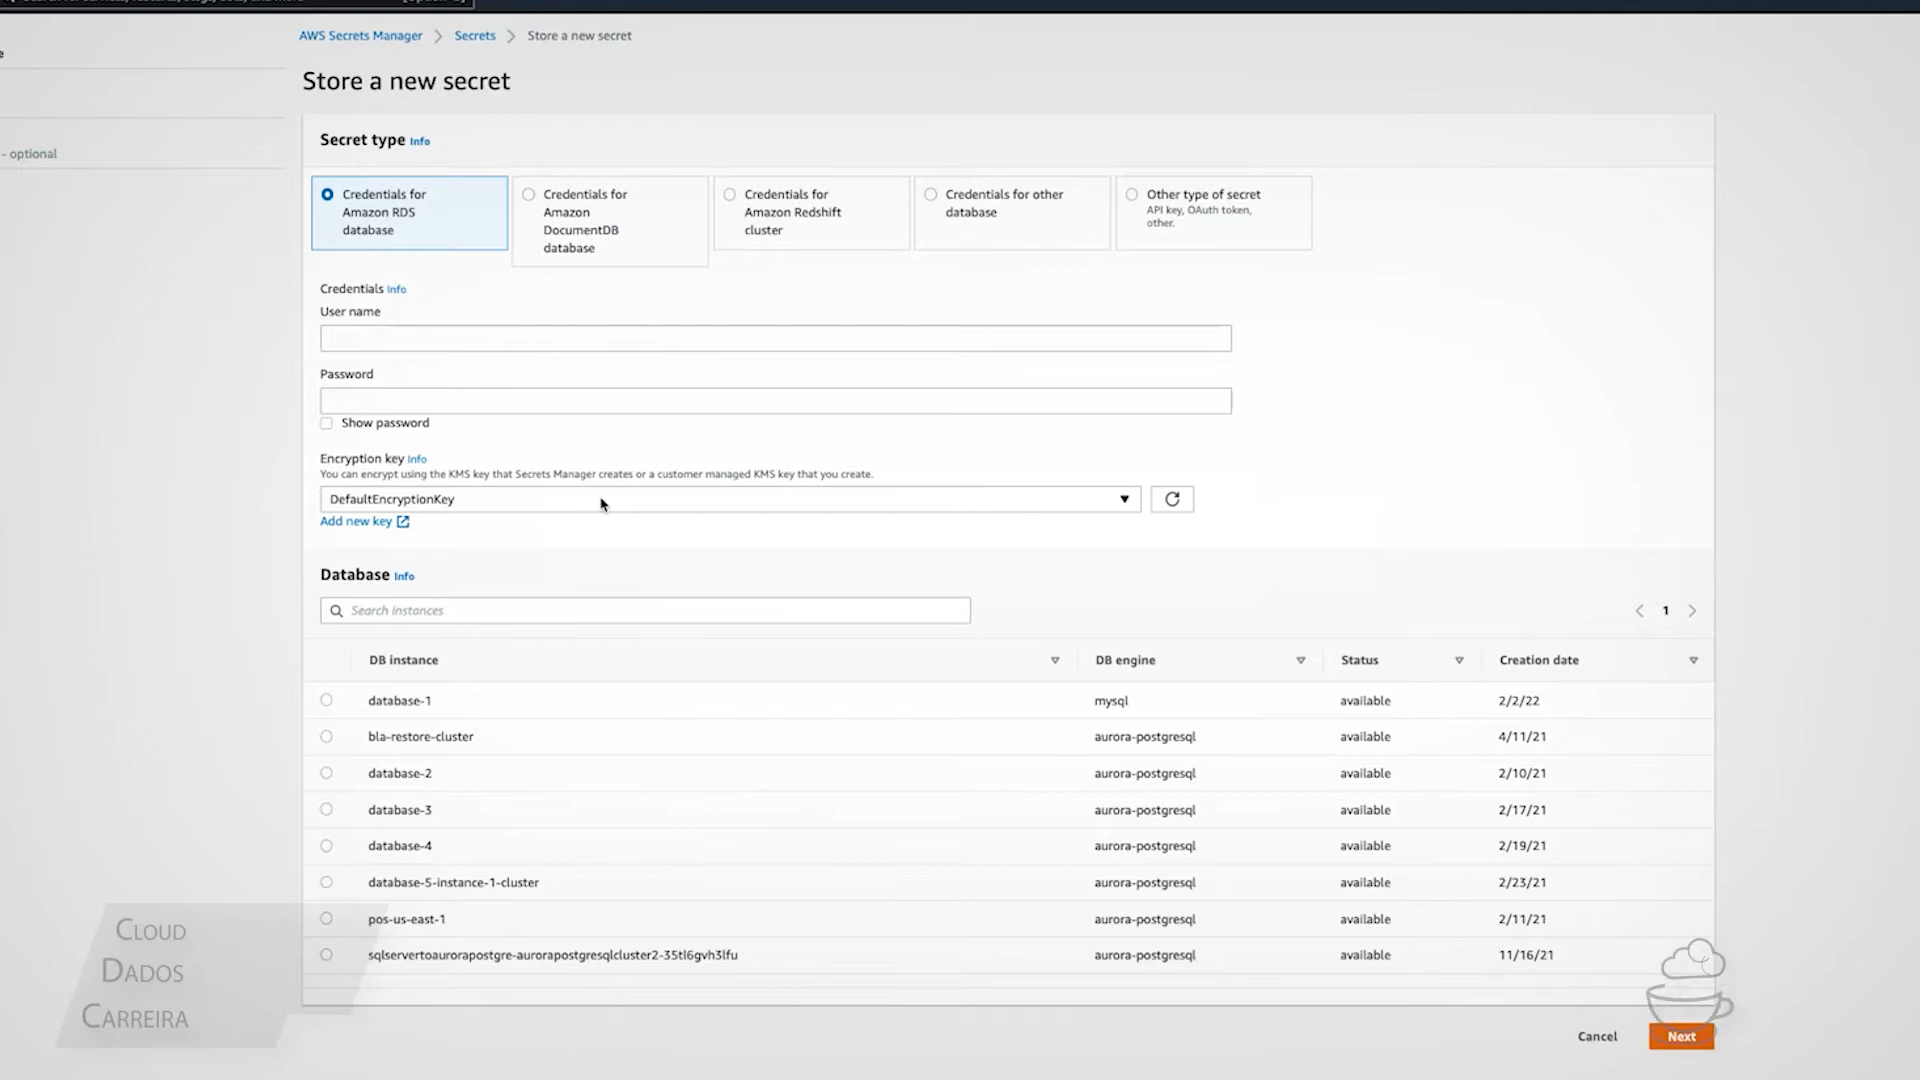 AWS Secrets Manager > Secrets > Store a new secret
e
- optional
Store a new secret
Secret type Info
Credentials for Amazon RDS database
Credentials for Amazon DocumentDB database
Credentials for Amazon Redshift cluster
Credentials for other database
Other type of secret
API key, OAuth token, other.
Credentials Info
User name
Password
Show password
Encryption key Info
You can encrypt using the KMS key that Secrets Manager creates or a customer managed KMS key that you create.
DefaultEncryptionKey
Add new key
Database Info
Search instances
1
DB instance DB engine Status Creation date
database-1 mysql available 2/2/22
bla-restore-cluster aurora-postgresql available 4/11/21
database-2 aurora-postgresql available 2/10/21
database-3 aurora-postgresql available 2/17/21
database-4 aurora-postgresql available 2/19/21
database-5-instance-1-cluster aurora-postgresql available 2/23/21
pos-us-east-1 aurora-postgresql available 2/11/21
sqlservertoaurorapostgre-aurorapostgresqlcluster2-35tl6gvh3lfu aurora-postgresql available 11/16/21
Cloud
Dados
Carreira
Cancel Next